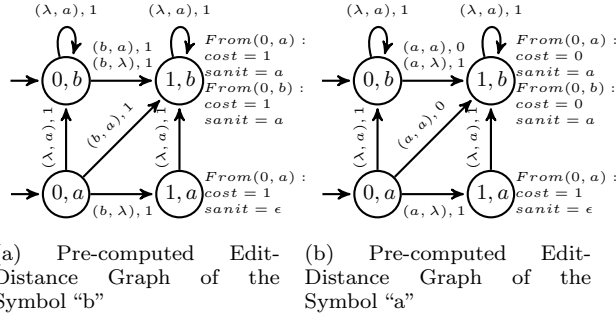 (λ, a), 1
(λ, a), 1
(b, a), 1
(b, λ), 1
0, b
1, b
From(0, a) :
cost = 1
sanit = a
From(0, b) :
cost = 1
sanit = a
(λ, a), 1
(b, a), 1
(λ, a), 1
0, a
1, a
(b, λ), 1
From(0, a) :
cost = 1
sanit = ϵ
(λ, a), 1
(λ, a), 1
(a, a), 0
(a, λ), 1
0, b
1, b
From(0, a) :
cost = 0
sanit = a
From(0, b) :
cost = 0
sanit = a
(λ, a), 1
(a, a), 0
(λ, a), 1
0, a
1, a
(a, λ), 1
From(0, a) :
cost = 1
sanit = ϵ
a) Pre-computed Edit-
Distance Graph of the
Symbol “b”
(b) Pre-computed Edit-
Distance Graph of the
Symbol “a”